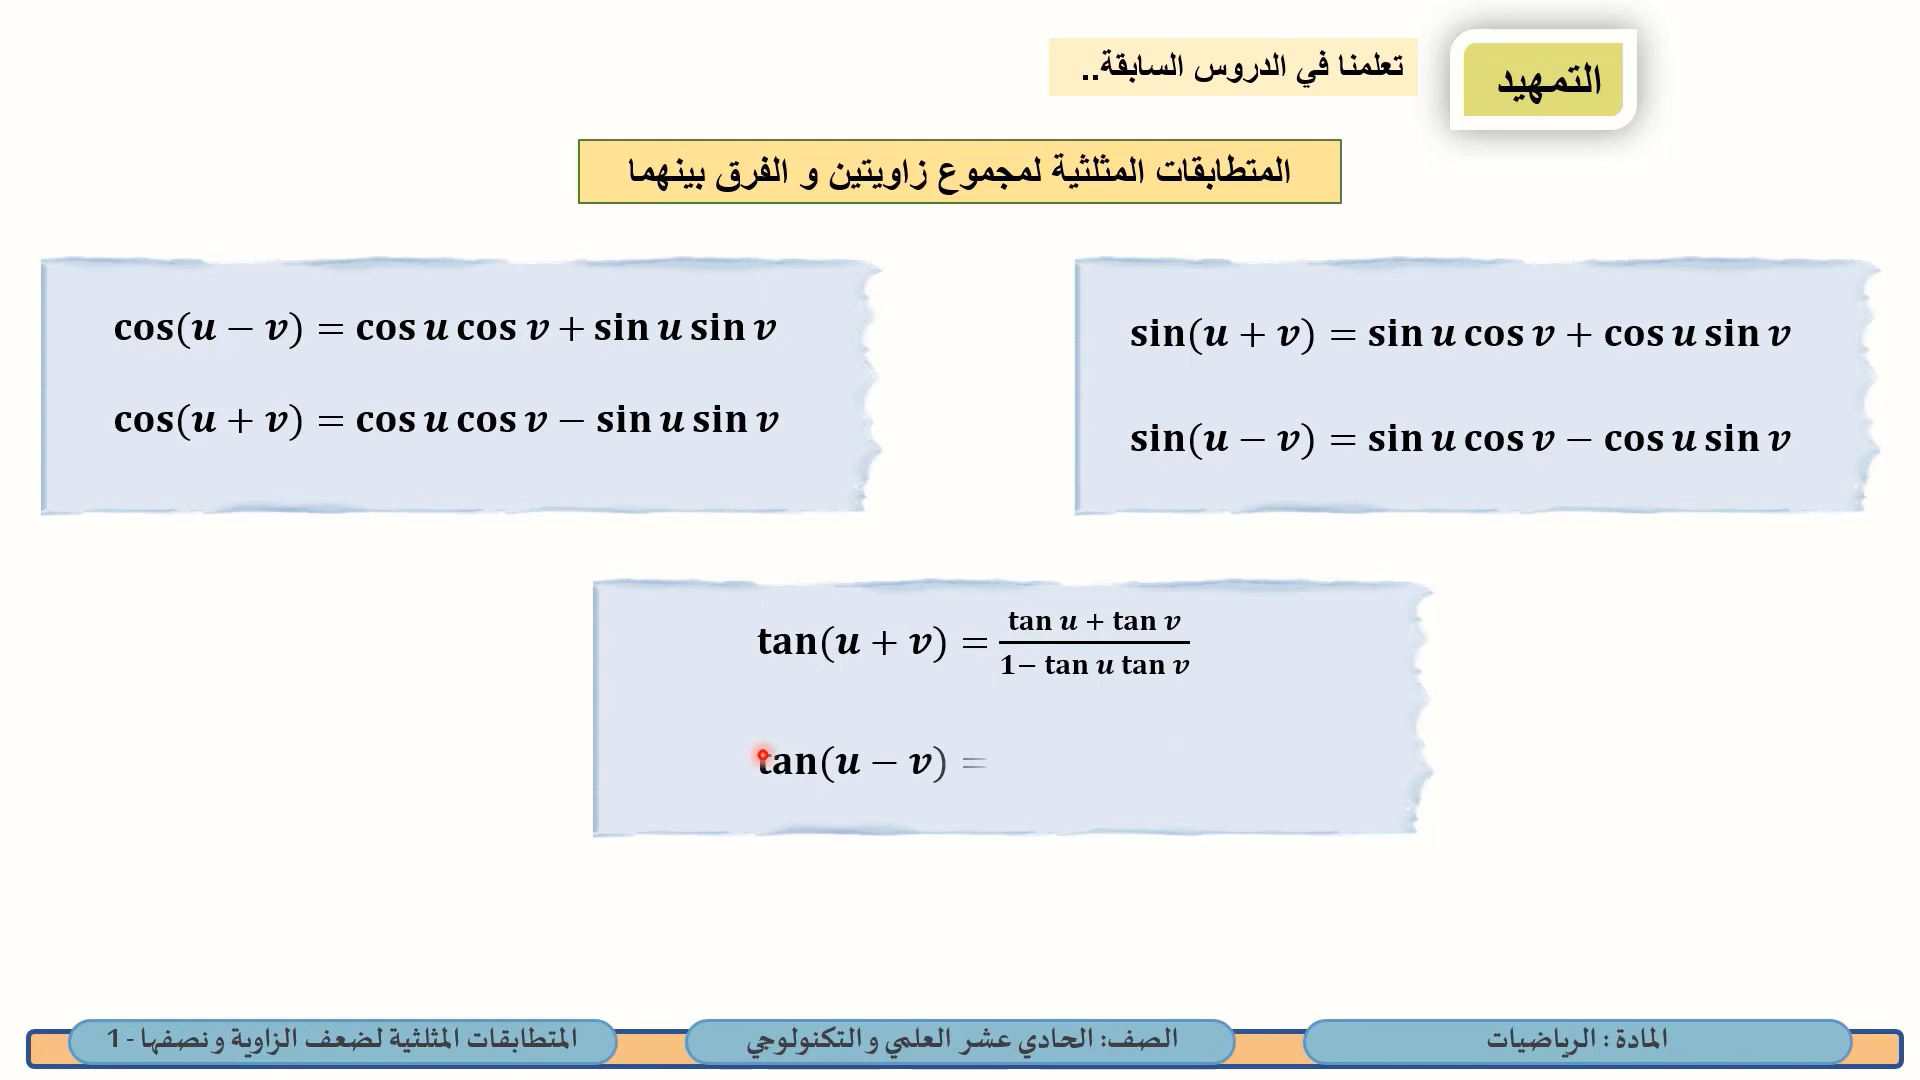 التمهيد
تعلمنا في الدروس السابقة..
المتطابقات المثلثية لمجموع زاويتين و الفرق بينهما
sin(u + v) = sin u cos v + cos u sin v
sin(u − v) = sin u cos v − cos u sin v
cos(u − v) = cos u cos v + sin u sin v
cos(u + v) = cos u cos v − sin u sin v
tan(u + v) = (tan u + tan v) / (1− tan u tan v)
tan(u − v) =
المادة : الرياضيات
الصف: الحادي عشر العلمي و التكنولوجي
المتطابقات المثلثية لضعف الزاوية و نصفها - 1